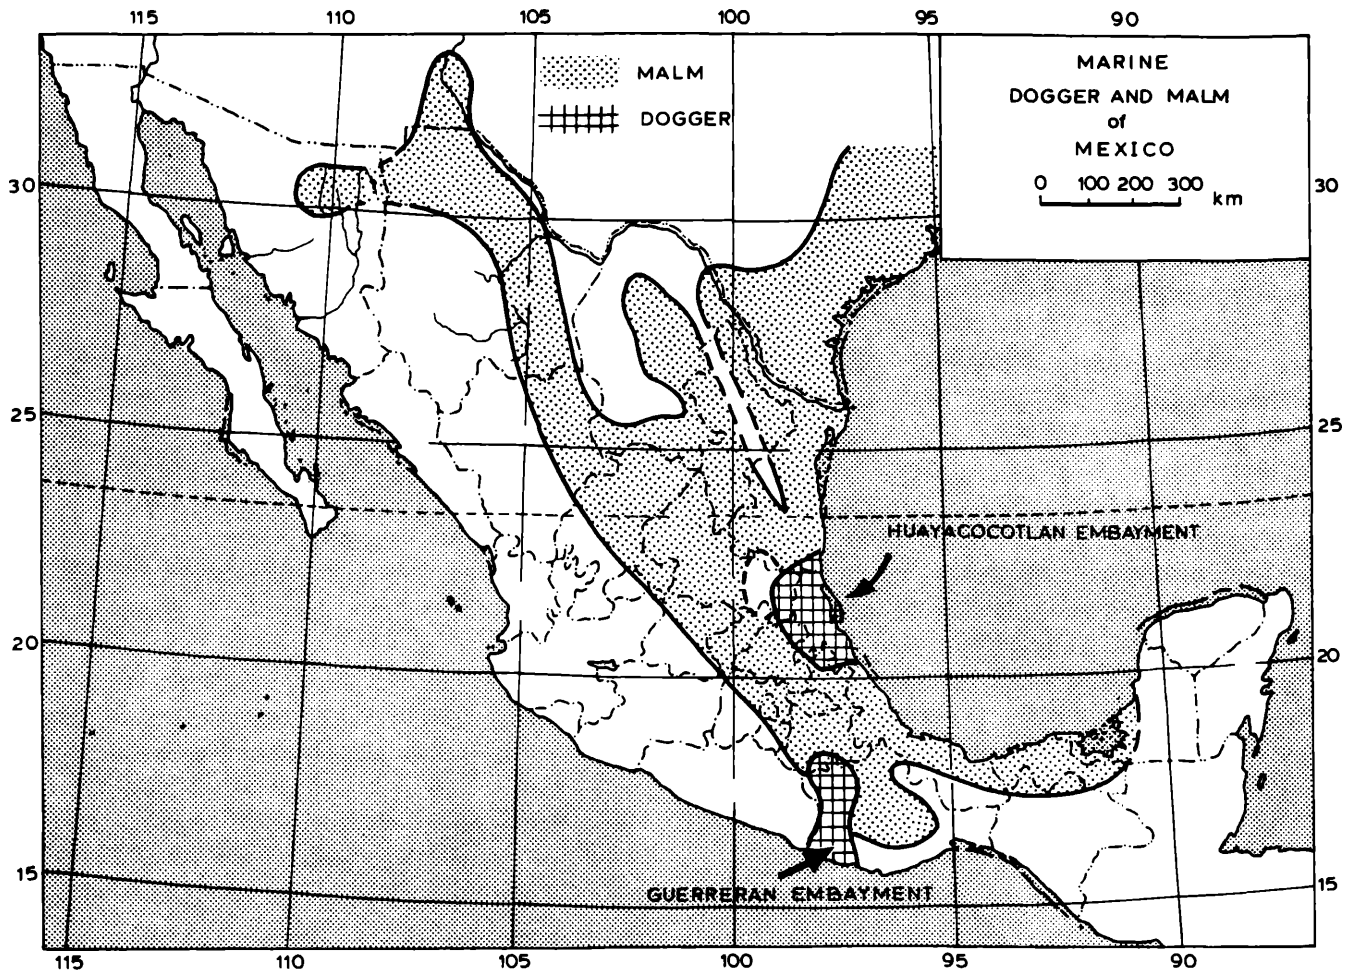 115 110 105 100 95 90
MALM
DOGGER
MARINE
DOGGER AND MALM
of
MEXICO
0 100 200 300 km
30 30
25 25
HUAYACOCOTLAN EMBAYMENT
20 20
15 15
GUERRERAN EMBAYMENT
115 110 105 100 95 90